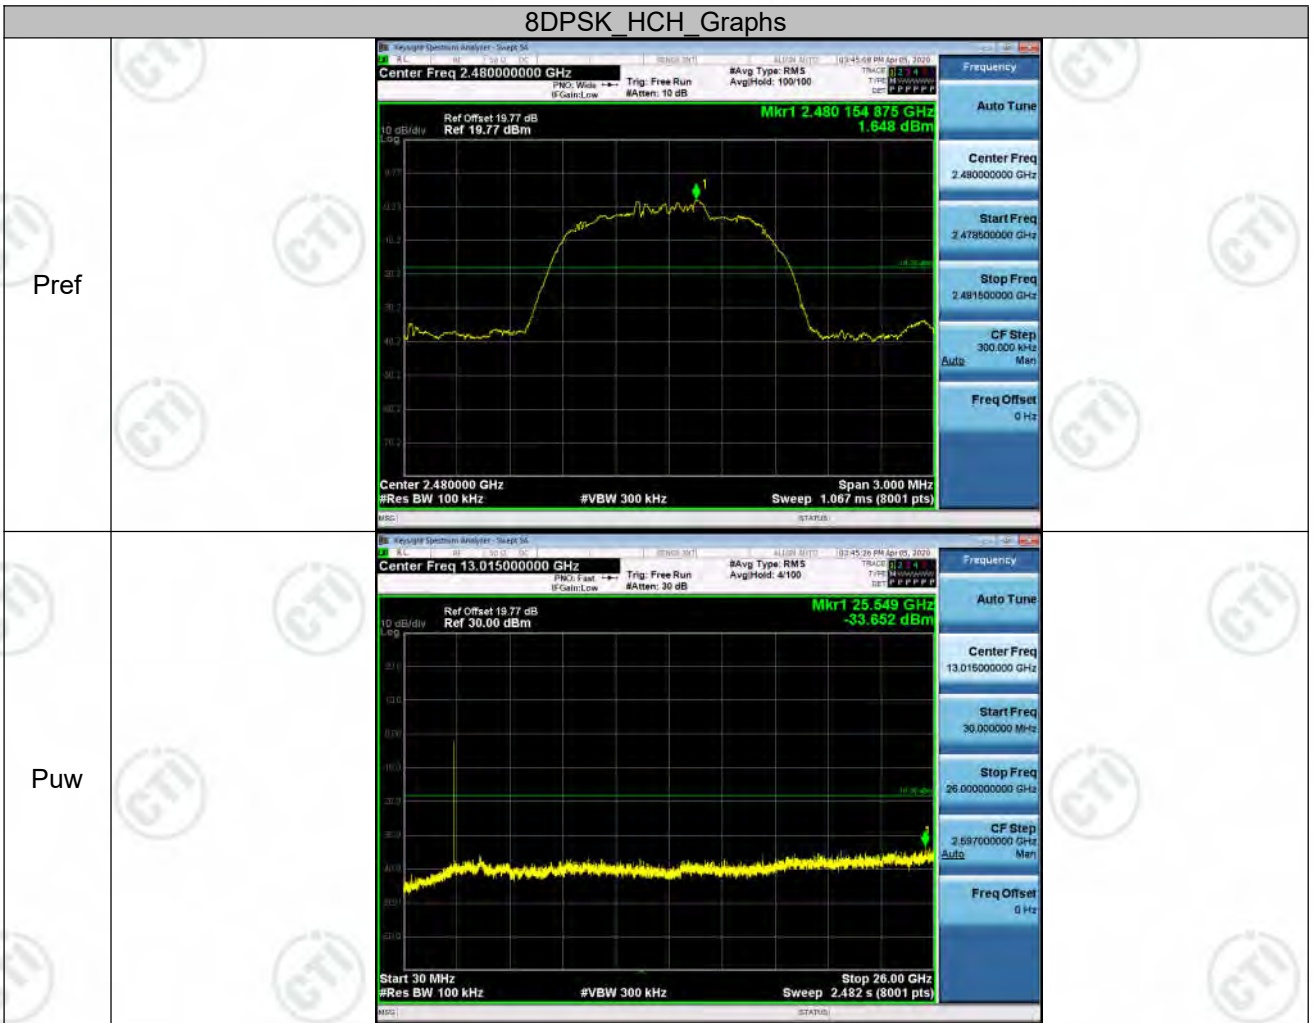 8DPSK_HCH_Graphs
Pref
Keysight Spectrum Analyzer - Swept SA
03:45:08 PM Apr 05, 2020
Center Freq 2.480000000 GHz
PNO: Wide
IFGain:Low
Trig: Free Run
#Atten: 10 dB
#Avg Type: RMS
Avg|Hold: 100/100
TRACE
TYPE
DET P P P P P P
Frequency
Mkr1 2.480 154 875 GHz
1.648 dBm
Ref Offset 19.77 dB
10 dB/div Ref 19.77 dBm
Log
1
Auto Tune
Center Freq
2.480000000 GHz
Start Freq
2.478500000 GHz
Stop Freq
2.481500000 GHz
CF Step
300.000 kHz
Auto Man
Freq Offset
0 Hz
Center 2.480000 GHz
Span 3.000 MHz
#Res BW 100 kHz
#VBW 300 kHz
Sweep 1.067 ms (8001 pts)
MSG
STATUS
Puw
Keysight Spectrum Analyzer - Swept SA
03:45:26 PM Apr 05, 2020
Center Freq 13.015000000 GHz
PNO: Fast
IFGain:Low
Trig: Free Run
#Atten: 30 dB
#Avg Type: RMS
Avg|Hold: 4/100
TRACE
TYPE
DET P P P P P P
Frequency
Mkr1 25.549 GHz
-33.652 dBm
Ref Offset 19.77 dB
10 dB/div Ref 30.00 dBm
Log
Auto Tune
Center Freq
13.015000000 GHz
Start Freq
30.000000 MHz
Stop Freq
26.000000000 GHz
CF Step
2.597000000 GHz
Auto Man
Freq Offset
0 Hz
Start 30 MHz
Stop 26.00 GHz
#Res BW 100 kHz
#VBW 300 kHz
Sweep 2.482 s (8001 pts)
MSG
STATUS
CTI